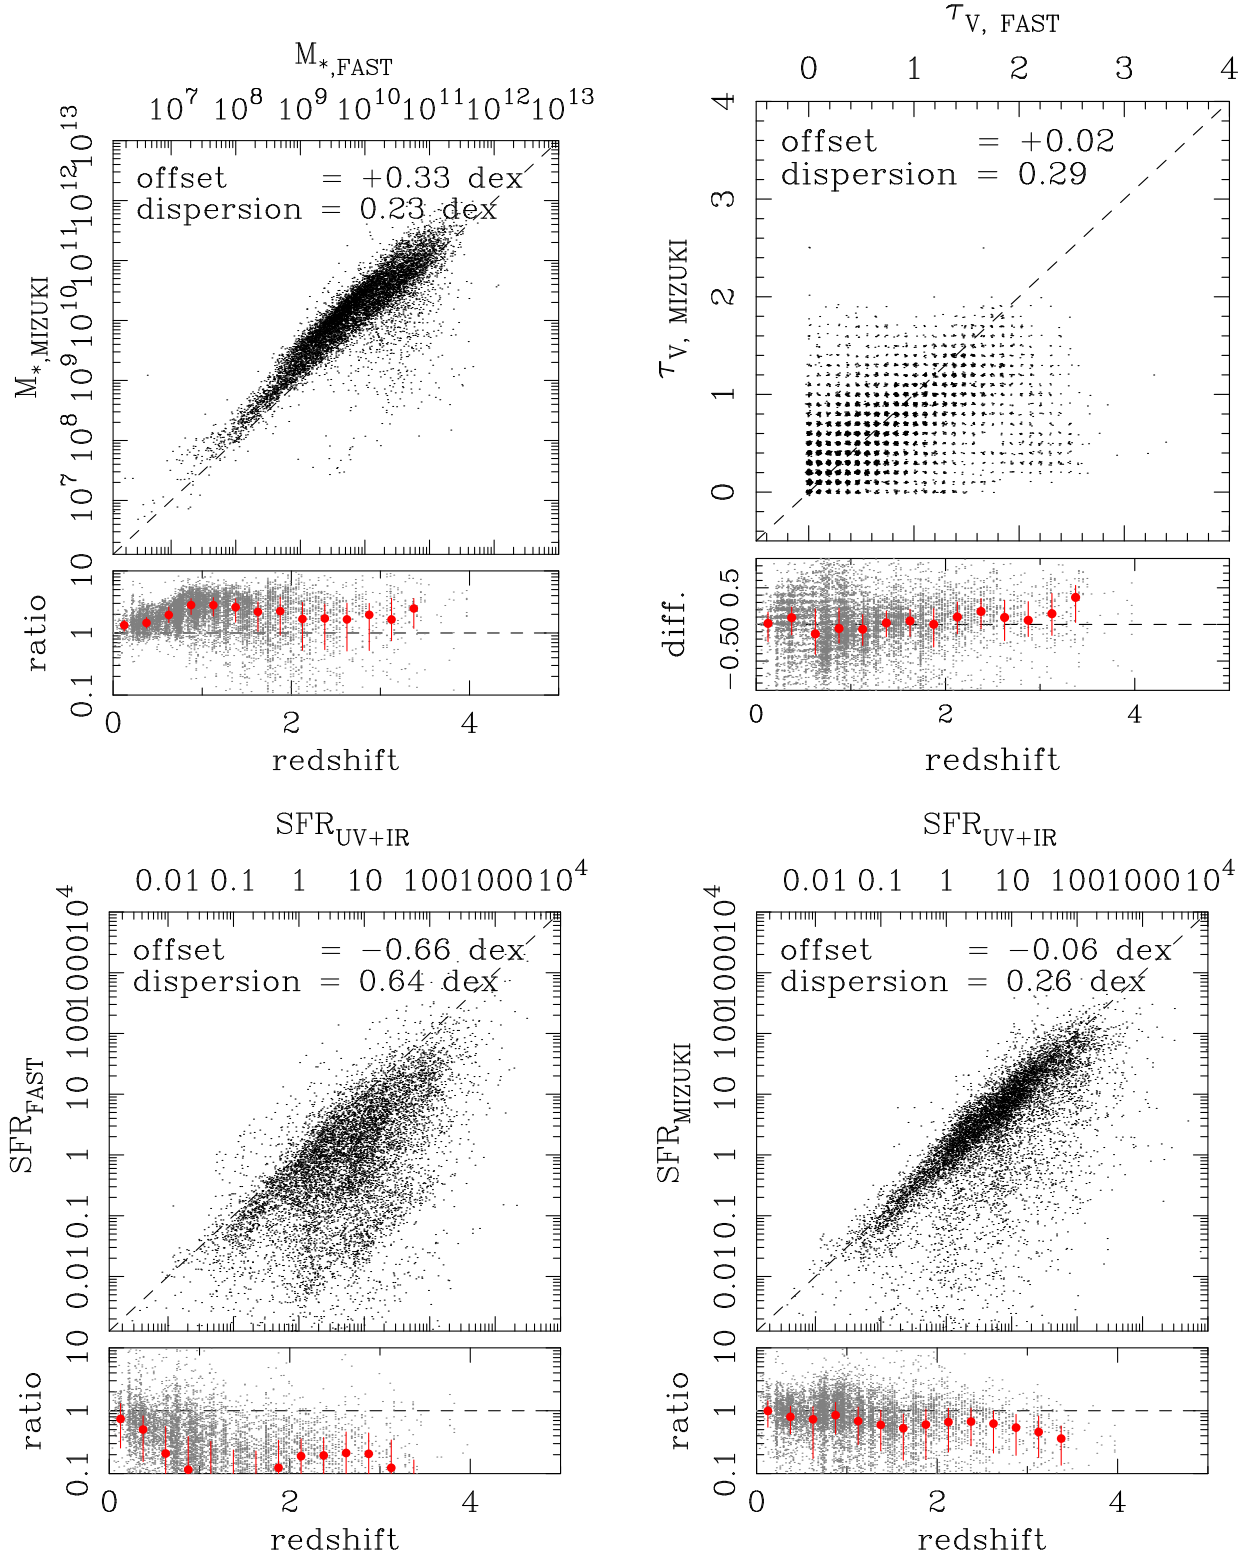 M*,FAST
10^7 10^8 10^9 10^10 10^11 10^12 10^13
M*,MIZUKI
10^7 10^8 10^9 10^10 10^11 10^12 10^13
offset = +0.33 dex
dispersion = 0.23 dex
ratio
0.1 1 10
0 2 4
redshift
τV, FAST
0 1 2 3 4
τV, MIZUKI
0 1 2 3 4
offset = +0.02
dispersion = 0.29
diff.
−0.5 0 0.5
0 2 4
redshift
SFRUV+IR
0.01 0.1 1 10 100 1000 10^4
SFRFAST
0.01 0.1 1 10 100 1000 10^4
offset = −0.66 dex
dispersion = 0.64 dex
ratio
0.1 1 10
0 2 4
redshift
SFRUV+IR
0.01 0.1 1 10 100 1000 10^4
SFRMIZUKI
0.01 0.1 1 10 100 1000 10^4
offset = −0.06 dex
dispersion = 0.26 dex
ratio
0.1 1 10
0 2 4
redshift